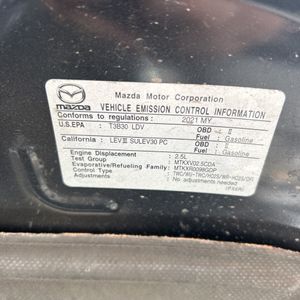 Mazda Motor Corporation
mazda
VEHICLE EMISSION CONTROL INFORMATION
Conforms to regulations : 2021 MY
U.S.EPA : T3B30 LDV OBD : II
Fuel : Gasoline
California : LEVⅢ SULEV30 PC OBD : II
Fuel : Gasoline
Engine Displacement : 2.5L
Test Group : MTKXV02.5CDA
Evaporative/Refueling Family :
Control Type :
Adjustments : No adjustments needed